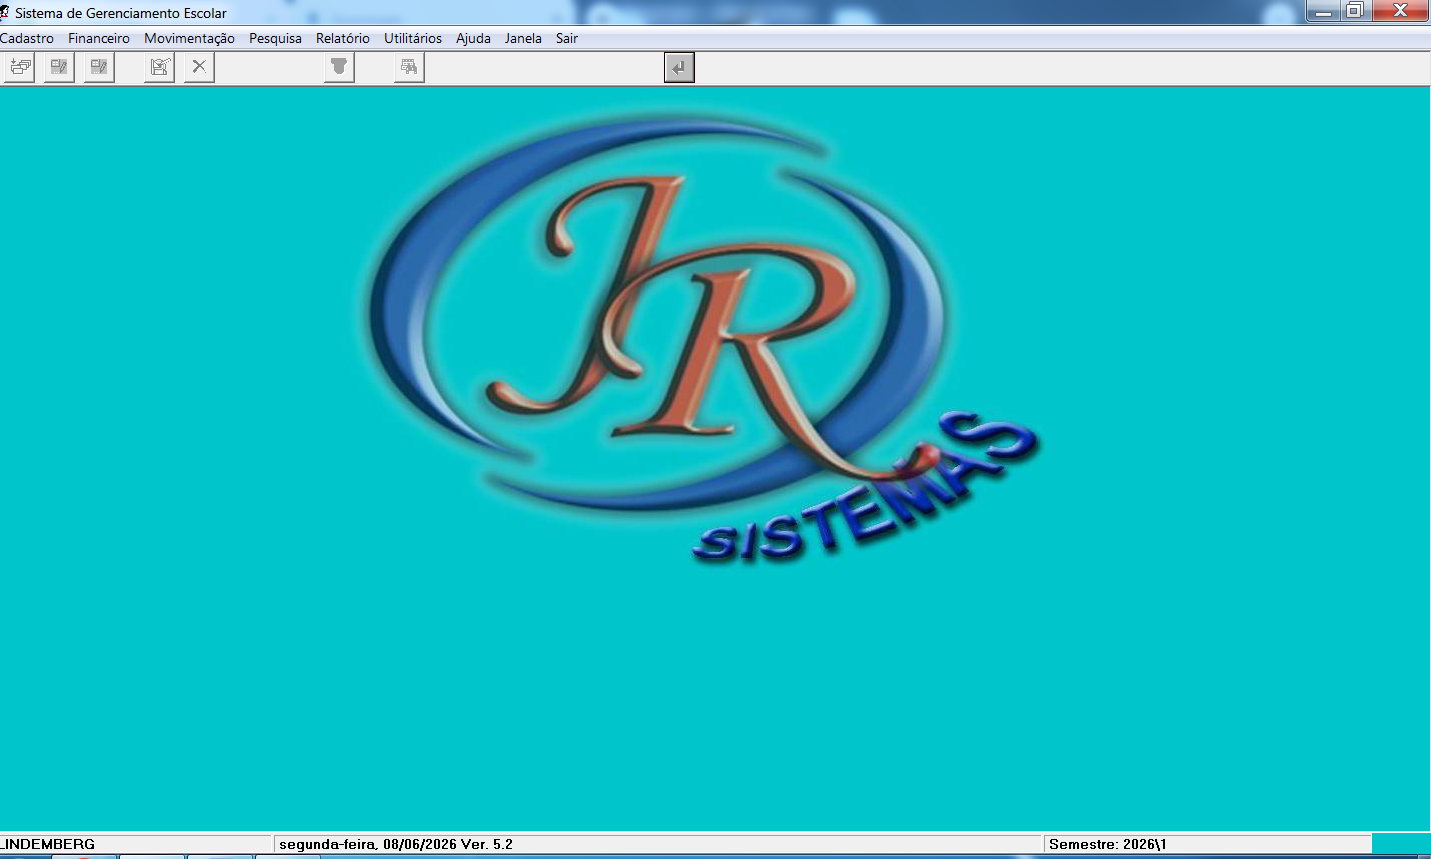 Sistema de Gerenciamento Escolar
Cadastro Financeiro Movimentação Pesquisa Relatório Utilitários Ajuda Janela Sair
JR
SISTEMAS
LINDEMBERG segunda-feira, 08/06/2026 Ver. 5.2 Semestre: 2026\1